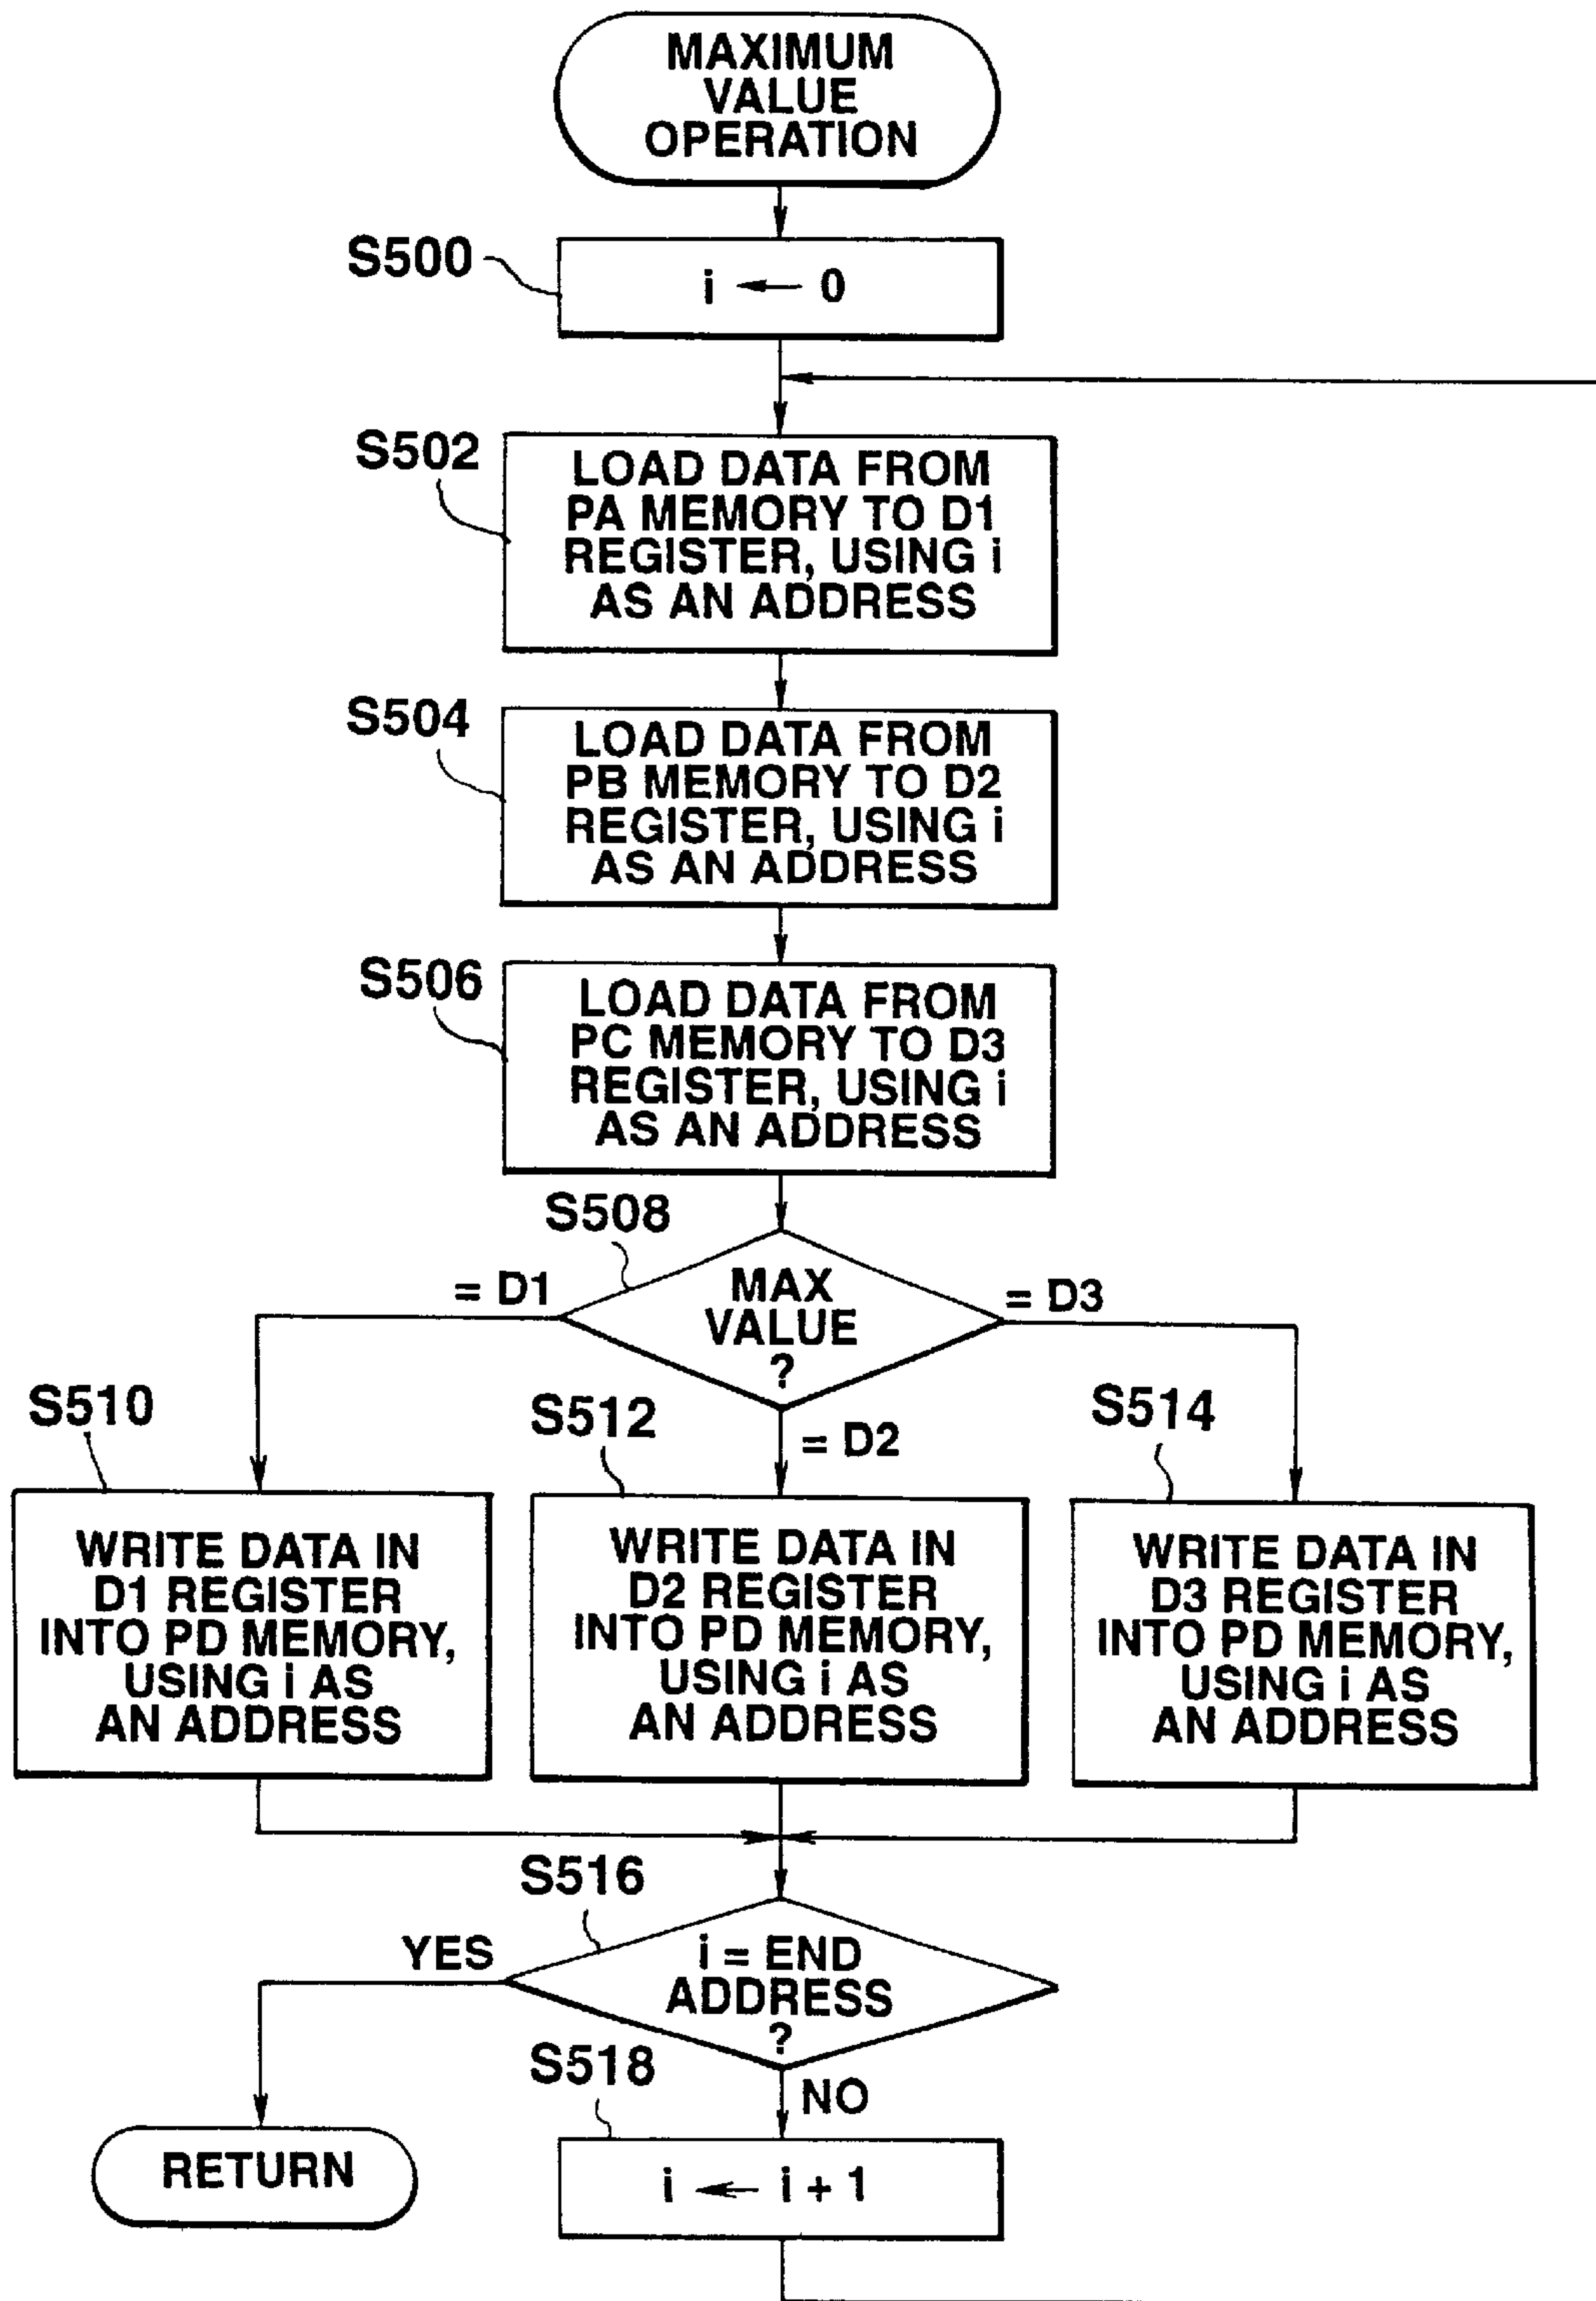 MAXIMUM
VALUE
OPERATION
S500
i ← 0
S502
LOAD DATA FROM
PA MEMORY TO D1
REGISTER, USING i
AS AN ADDRESS
S504
LOAD DATA FROM
PB MEMORY TO D2
REGISTER, USING i
AS AN ADDRESS
S506
LOAD DATA FROM
PC MEMORY TO D3
REGISTER, USING i
AS AN ADDRESS
S508
MAX
VALUE
?
= D1
= D2
= D3
S510
WRITE DATA IN
D1 REGISTER
INTO PD MEMORY,
USING i AS
AN ADDRESS
S512
WRITE DATA IN
D2 REGISTER
INTO PD MEMORY,
USING i AS
AN ADDRESS
S514
WRITE DATA IN
D3 REGISTER
INTO PD MEMORY,
USING i AS
AN ADDRESS
S516
i = END
ADDRESS
?
YES
NO
RETURN
S518
i ← i + 1